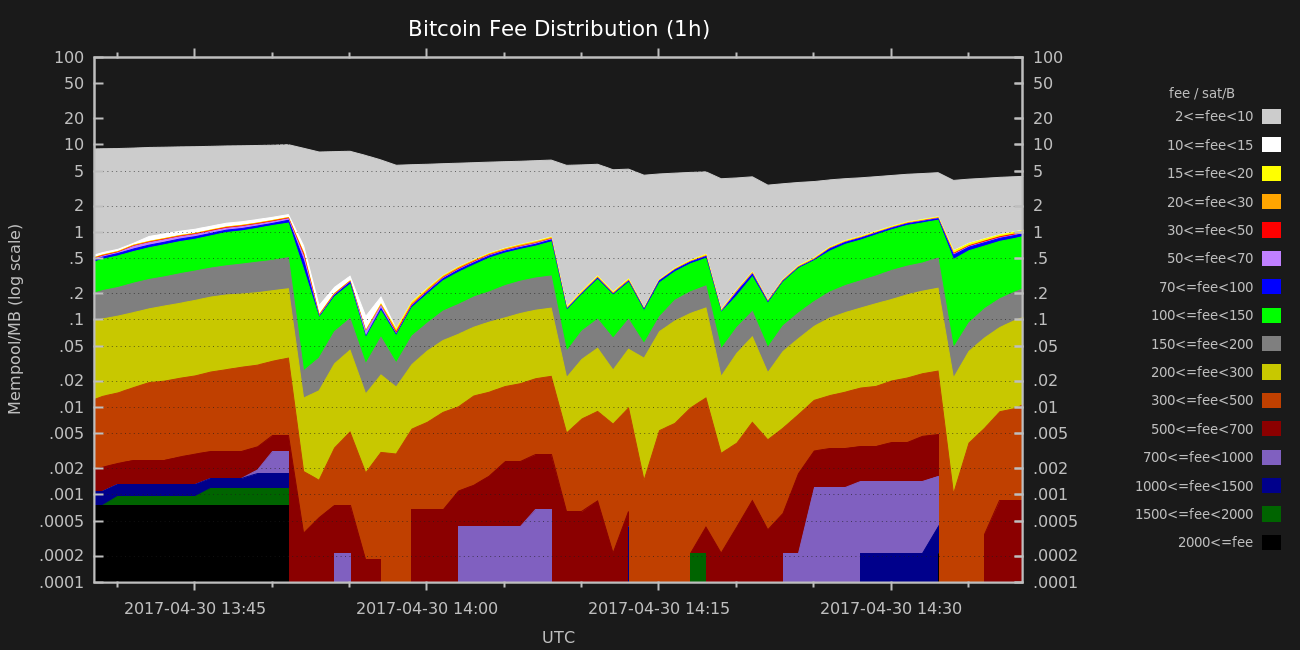 Bitcoin Fee Distribution (1h)
Mempool/MB (log scale)
100
50
20
10
5
2
1
.5
.2
.1
.05
.02
.01
.005
.002
.001
.0005
.0002
.0001
100
50
20
10
5
2
1
.5
.2
.1
.05
.02
.01
.005
.002
.001
.0005
.0002
.0001
2017-04-30 13:45
2017-04-30 14:00
2017-04-30 14:15
2017-04-30 14:30
UTC
fee / sat/B
2<=fee<10
10<=fee<15
15<=fee<20
20<=fee<30
30<=fee<50
50<=fee<70
70<=fee<100
100<=fee<150
150<=fee<200
200<=fee<300
300<=fee<500
500<=fee<700
700<=fee<1000
1000<=fee<1500
1500<=fee<2000
2000<=fee